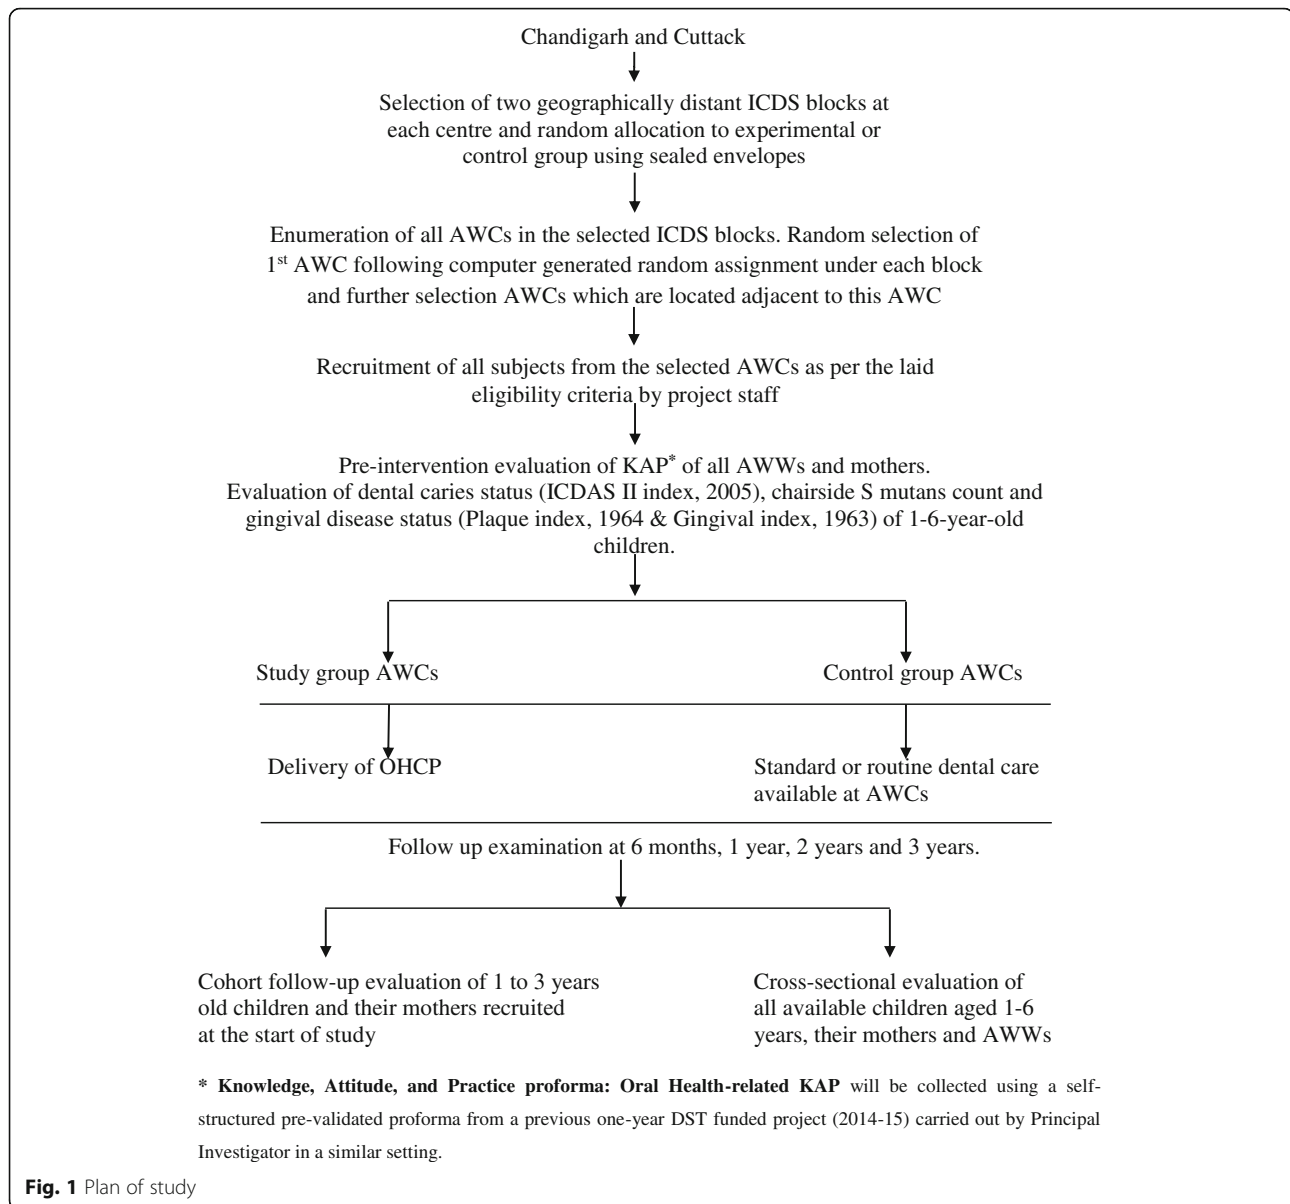 Chandigarh and Cuttack
Selection of two geographically distant ICDS blocks at
each centre and random allocation to experimental or
control group using sealed envelopes
Enumeration of all AWCs in the selected ICDS blocks. Random selection of
1st AWC following computer generated random assignment under each block
and further selection AWCs which are located adjacent to this AWC
Recruitment of all subjects from the selected AWCs as per the laid
eligibility criteria by project staff
Pre-intervention evaluation of KAP* of all AWWs and mothers.
Evaluation of dental caries status (ICDAS II index, 2005), chairside S mutans count and
gingival disease status (Plaque index, 1964 & Gingival index, 1963) of 1-6-year-old
children.
Study group AWCs
Control group AWCs
Delivery of OHCP
Standard or routine dental care
available at AWCs
Follow up examination at 6 months, 1 year, 2 years and 3 years.
Cohort follow-up evaluation of 1 to 3 years
old children and their mothers recruited
at the start of study
Cross-sectional evaluation of
all available children aged 1-6
years, their mothers and AWWs
* Knowledge, Attitude, and Practice proforma: Oral Health-related KAP will be collected using a self-
structured pre-validated proforma from a previous one-year DST funded project (2014-15) carried out by Principal
Investigator in a similar setting.
Fig. 1 Plan of study